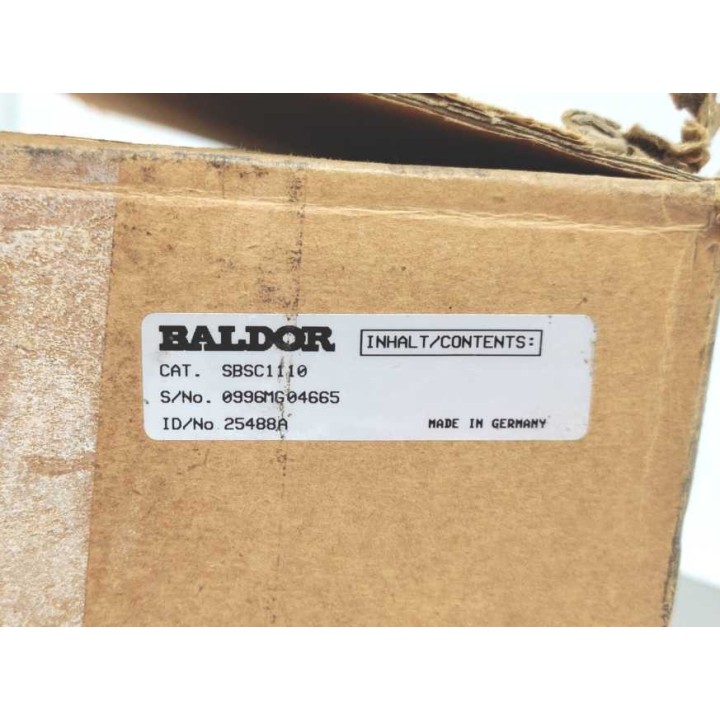 BALDOR INHALT/CONTENTS:
CAT. SBSC1110
S/No. 0996MG04665
ID/No 25488A MADE IN GERMANY